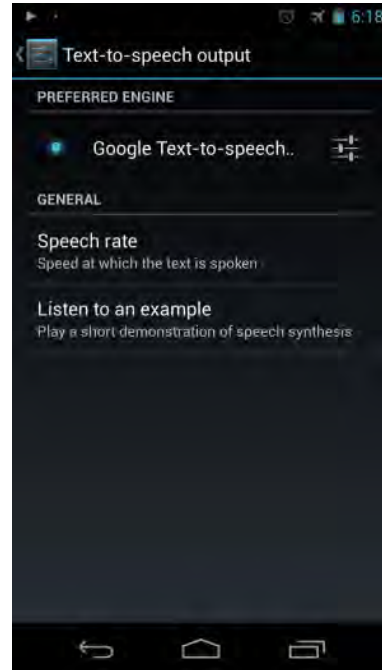 6:18
Text-to-speech output
PREFERRED ENGINE
Google Text-to-speech..
GENERAL
Speech rate
Speed at which the text is spoken
Listen to an example
Play a short demonstration of speech synthesis